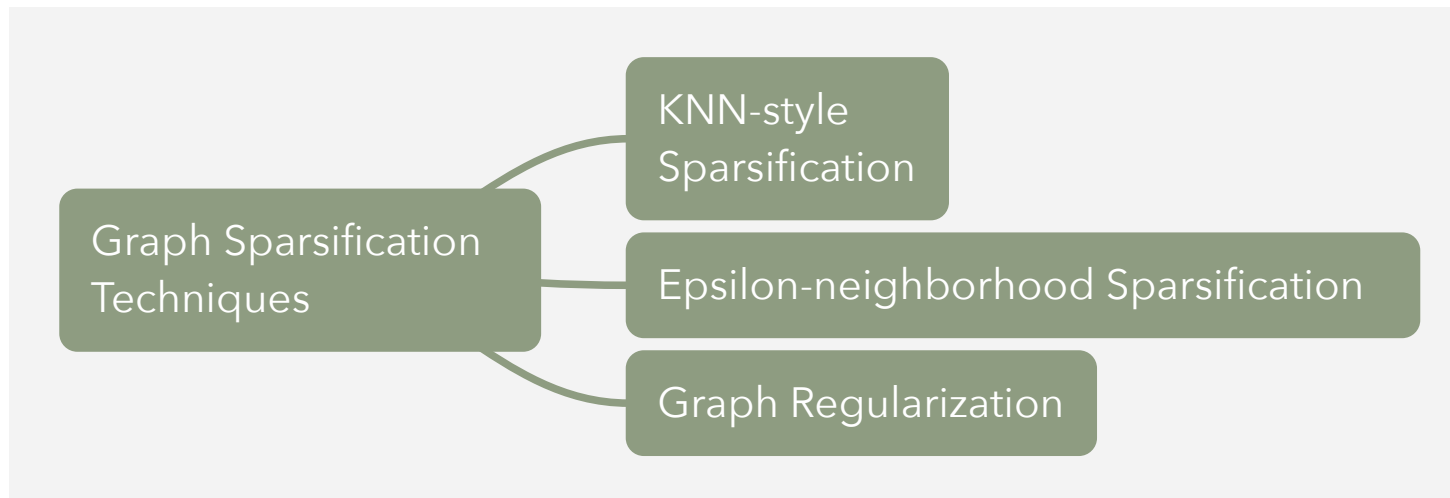 KNN-style
Sparsification
Graph Sparsification
Techniques
Epsilon-neighborhood Sparsification
Graph Regularization